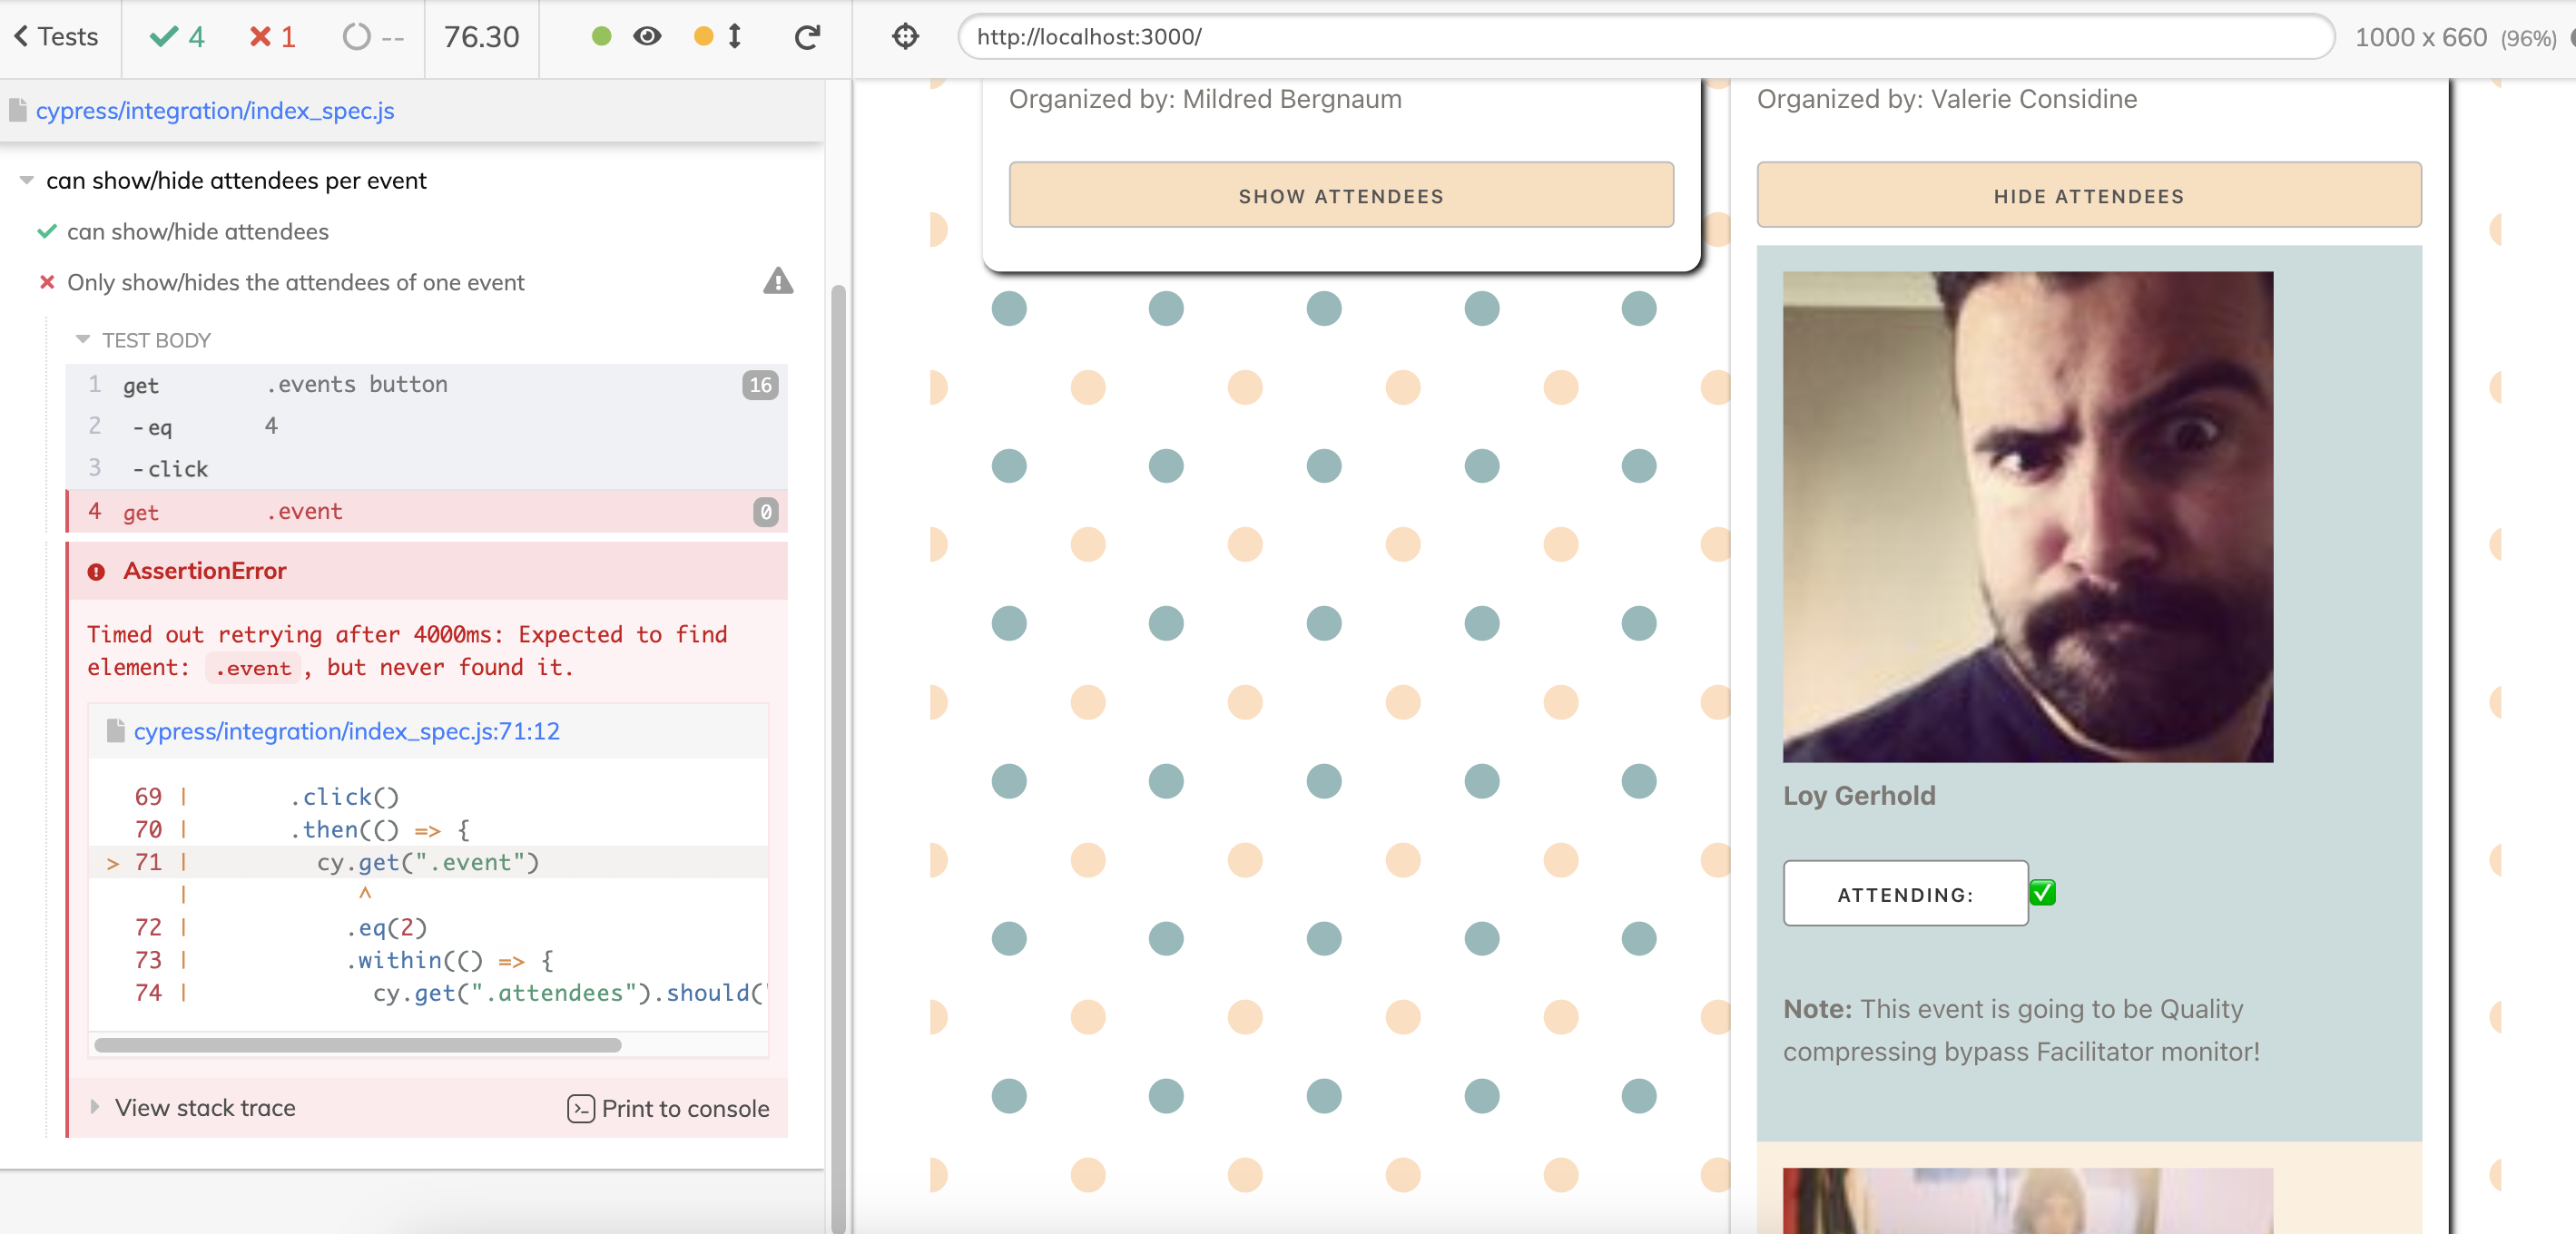 Tests
4
1
--
76.30
http://localhost:3000/
1000 x 660 (96%)
cypress/integration/index_spec.js
can show/hide attendees per event
can show/hide attendees
Only show/hides the attendees of one event
TEST BODY
1 get .events button 16
2 -eq 4
3 -click
4 get .event 0
AssertionError
Timed out retrying after 4000ms: Expected to find
element: .event, but never found it.
cypress/integration/index_spec.js:71:12
69 | .click()
70 | .then(() => {
> 71 | cy.get(".event")
| ^
72 | .eq(2)
73 | .within(() => {
74 | cy.get(".attendees").should(
View stack trace
Print to console
Organized by: Mildred Bergnaum
SHOW ATTENDEES
Organized by: Valerie Considine
HIDE ATTENDEES
Loy Gerhold
ATTENDING:
Note: This event is going to be Quality
compressing bypass Facilitator monitor!